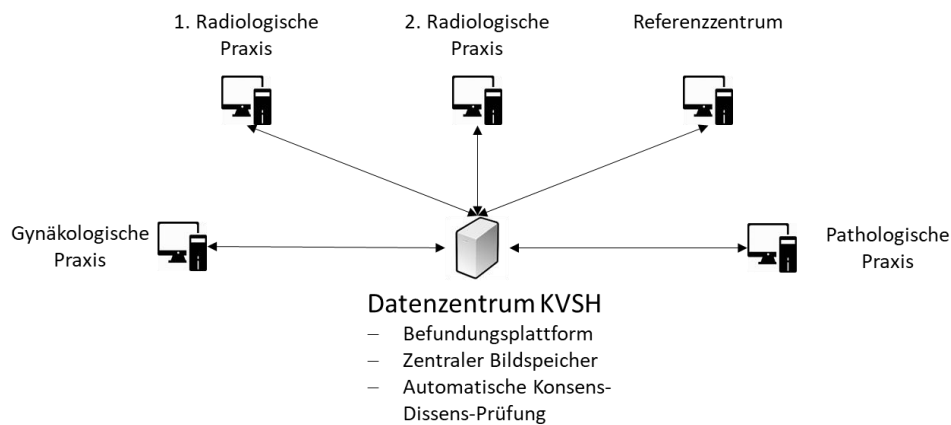 1. Radiologische
Praxis
2. Radiologische
Praxis
Referenzzentrum
Gynäkologische
Praxis
Pathologische
Praxis
Datenzentrum KVSH
– Befundungsplattform
– Zentraler Bildspeicher
– Automatische Konsens-
Dissens-Prüfung